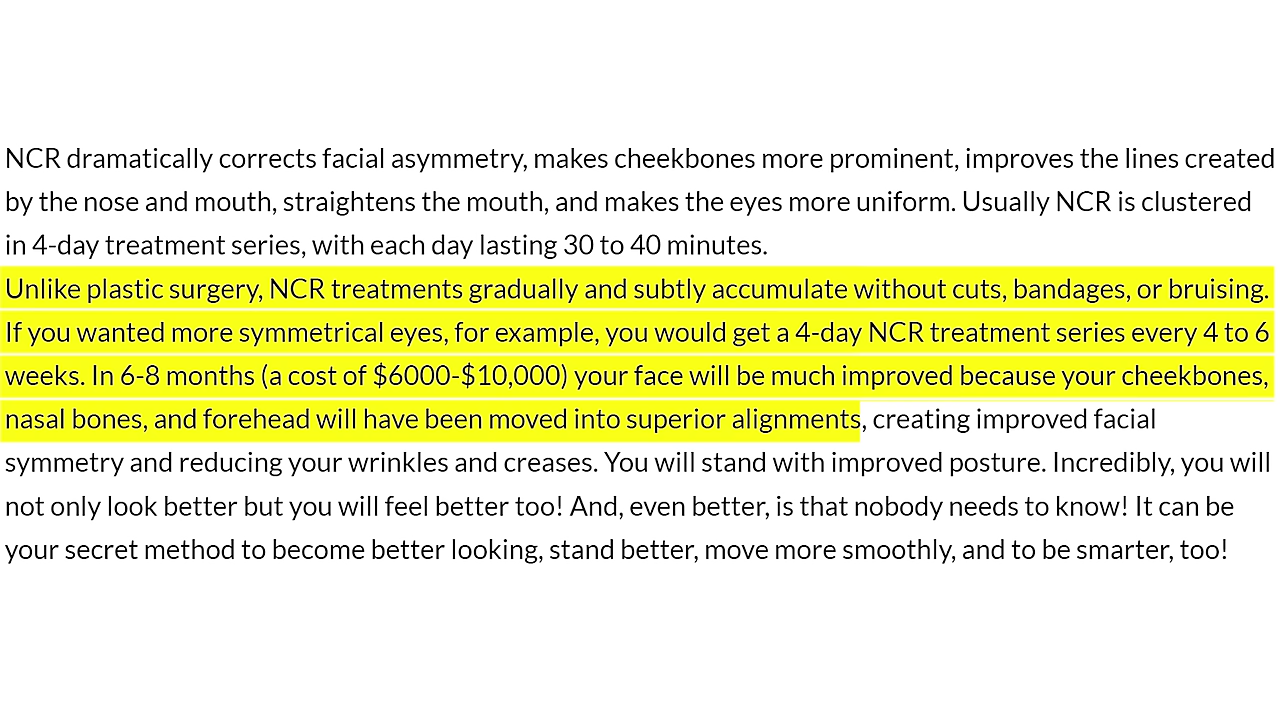 NCR dramatically corrects facial asymmetry, makes cheekbones more prominent, improves the lines created
by the nose and mouth, straightens the mouth, and makes the eyes more uniform. Usually NCR is clustered
in 4-day treatment series, with each day lasting 30 to 40 minutes.
Unlike plastic surgery, NCR treatments gradually and subtly accumulate without cuts, bandages, or bruising.
If you wanted more symmetrical eyes, for example, you would get a 4-day NCR treatment series every 4 to 6
weeks. In 6-8 months (a cost of $6000-$10,000) your face will be much improved because your cheekbones,
nasal bones, and forehead will have been moved into superior alignments, creating improved facial
symmetry and reducing your wrinkles and creases. You will stand with improved posture. Incredibly, you will
not only look better but you will feel better too! And, even better, is that nobody needs to know! It can be
your secret method to become better looking, stand better, move more smoothly, and to be smarter, too!